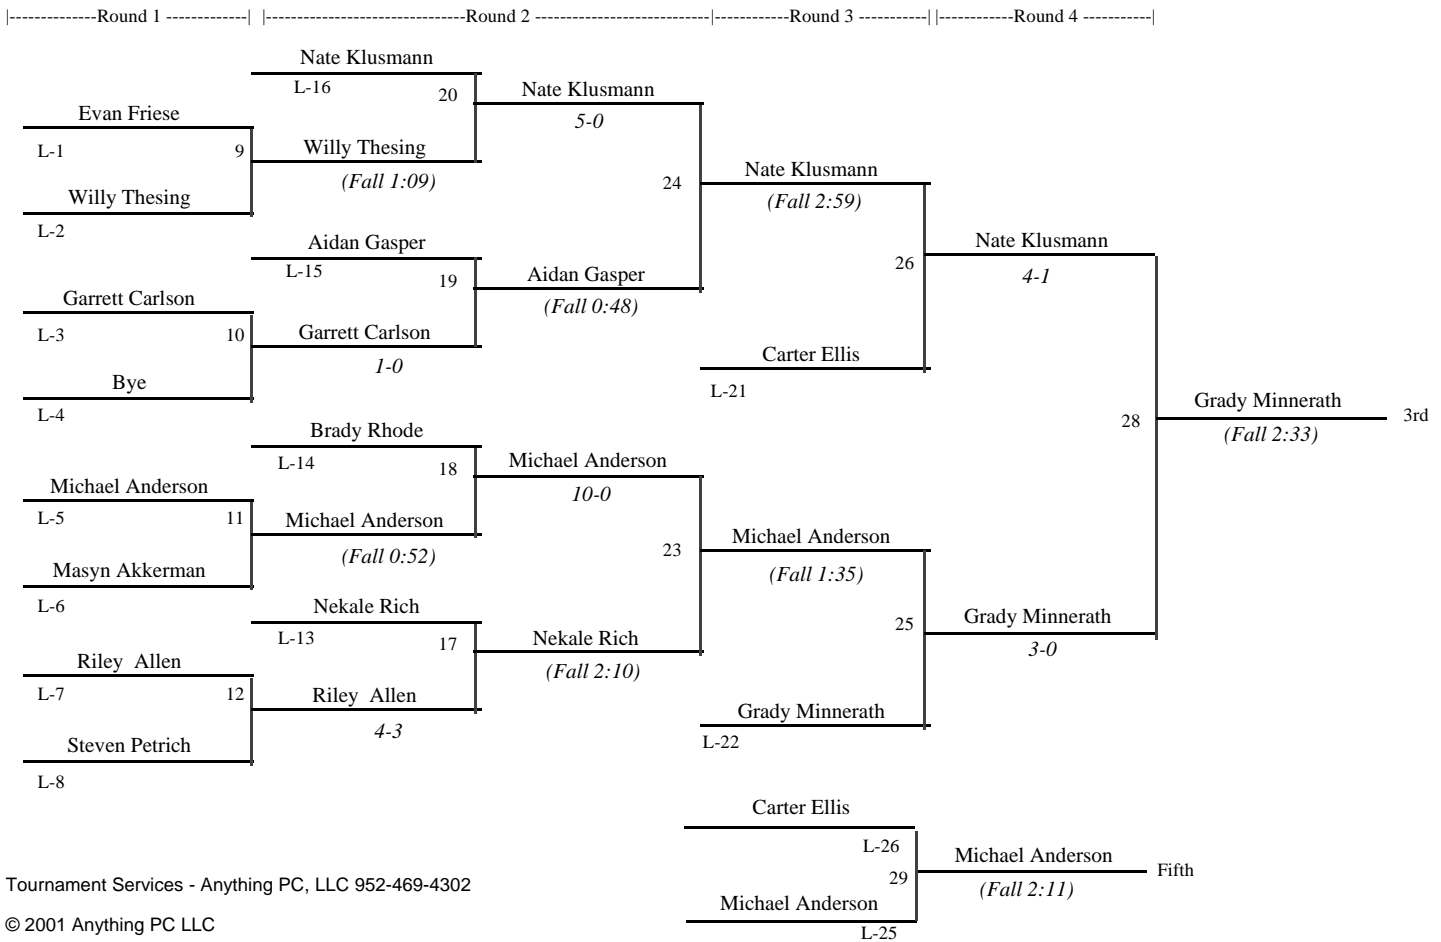 |-------------Round 1 -------------| |--------------------------------Round 2 ----------------------------|------------Round 3 -----------| |------------Round 4 -----------|
Nate Klusmann
L-16
20
Nate Klusmann
5-0
Evan Friese
L-1
9
Willy Thesing
(Fall 1:09)
Willy Thesing
L-2
24
Nate Klusmann
(Fall 2:59)
Aidan Gasper
L-15
19
Aidan Gasper
(Fall 0:48)
26
Nate Klusmann
4-1
Garrett Carlson
L-3
10
Garrett Carlson
1-0
Bye
L-4
Carter Ellis
L-21
28
Grady Minnerath
3rd
(Fall 2:33)
Brady Rhode
L-14
18
Michael Anderson
10-0
Michael Anderson
L-5
11
Michael Anderson
(Fall 0:52)
Masyn Akkerman
L-6
23
Michael Anderson
(Fall 1:35)
Nekale Rich
L-13
17
Nekale Rich
(Fall 2:10)
25
Grady Minnerath
3-0
Riley  Allen
L-7
12
Riley  Allen
4-3
Steven Petrich
L-8
Grady Minnerath
L-22
Carter Ellis
L-26
29
Michael Anderson
Fifth
(Fall 2:11)
Michael Anderson
L-25
Tournament Services - Anything PC, LLC 952-469-4302
© 2001 Anything PC LLC